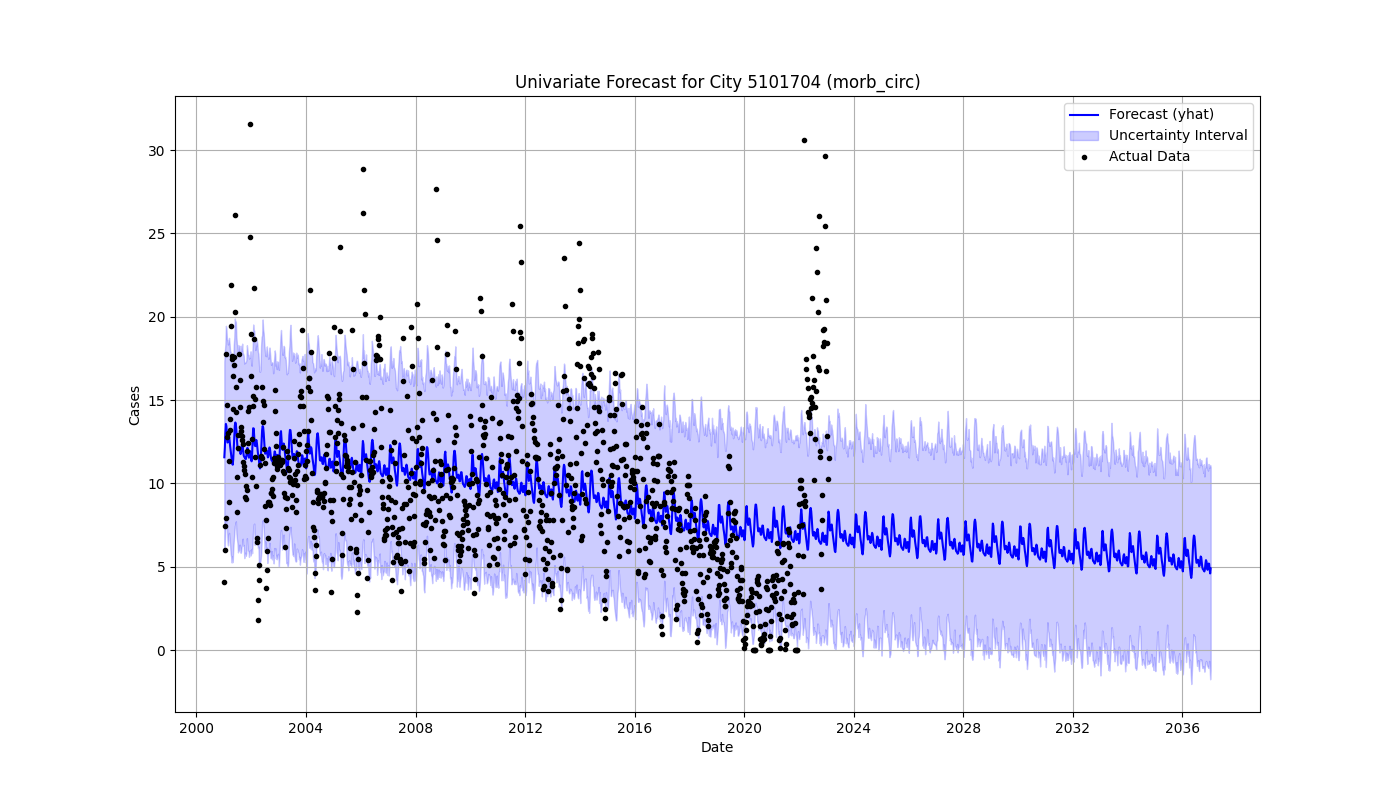 Univariate Forecast for City 5101704 (morb_circ)
Forecast (yhat)
Uncertainty Interval
Actual Data
Cases
30
25
20
15
10
5
0
2000 2004 2008 2012 2016 2020 2024 2028 2032 2036
Date